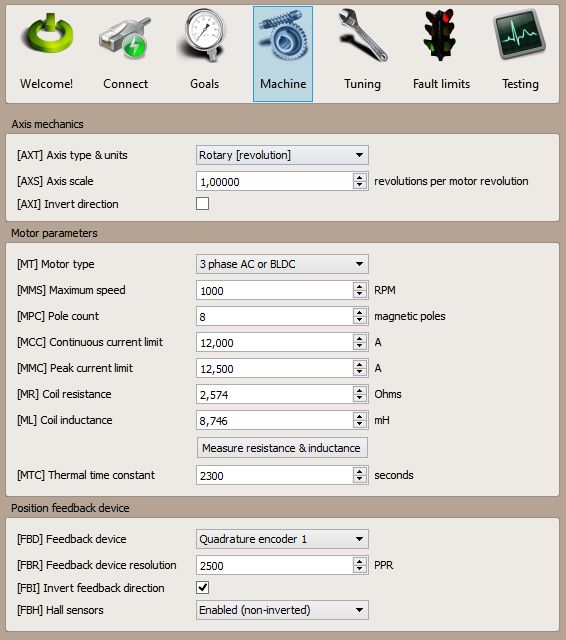 Welcome! Connect Goals Machine Tuning Fault limits Testing
Axis mechanics
[AXT] Axis type & units Rotary [revolution]
[AXS] Axis scale 1,00000 revolutions per motor revolution
[AXI] Invert direction
Motor parameters
[MT] Motor type 3 phase AC or BLDC
[MMS] Maximum speed 1000 RPM
[MPC] Pole count 8 magnetic poles
[MCC] Continuous current limit 12,000 A
[MMC] Peak current limit 12,500 A
[MR] Coil resistance 2,574 Ohms
[ML] Coil inductance 8,746 mH
Measure resistance & inductance
[MTC] Thermal time constant 2300 seconds
Position feedback device
[FBD] Feedback device Quadrature encoder 1
[FBR] Feedback device resolution 2500 PPR
[FBI] Invert feedback direction
[FBH] Hall sensors Enabled (non-inverted)